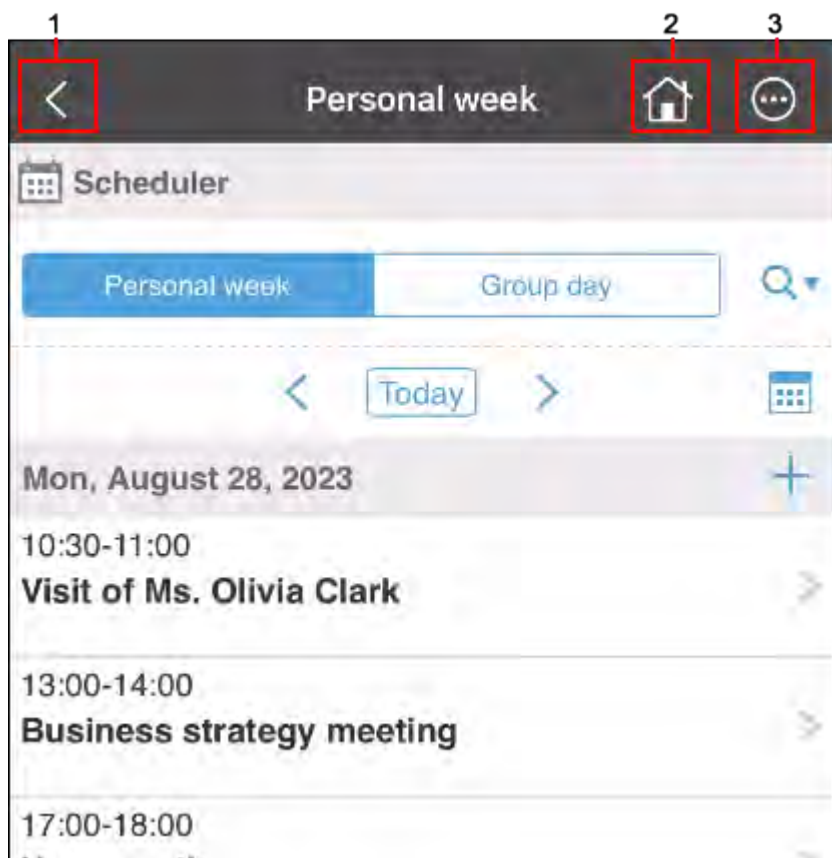 1 2 3
Personal week
Scheduler
Personal week Group day
Today
Mon, August 28, 2023
10:30-11:00
Visit of Ms. Olivia Clark
13:00-14:00
Business strategy meeting
17:00-18:00